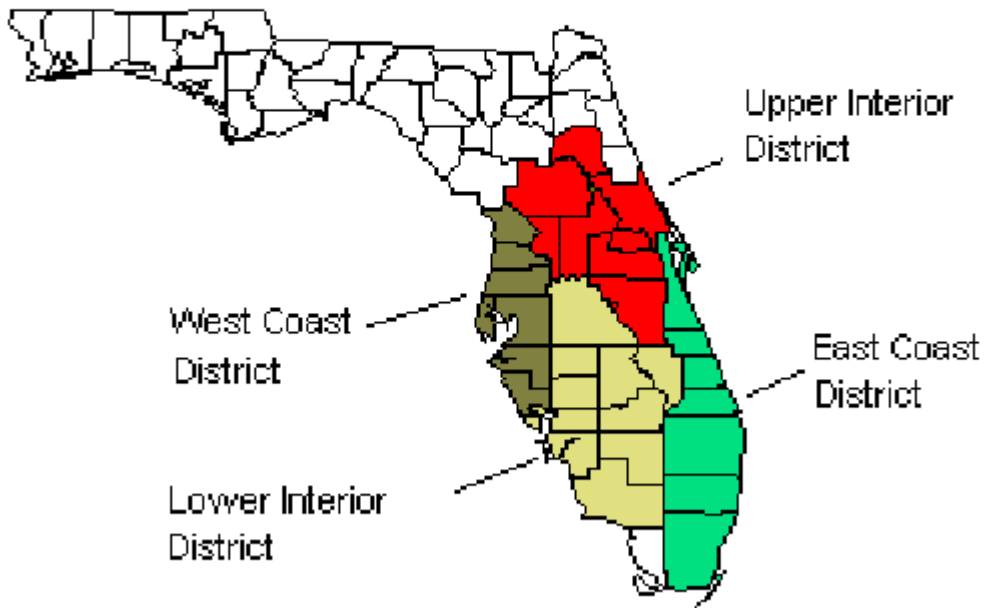 Upper Interior
District
West Coast
District
East Coast
District
Lower Interior
District